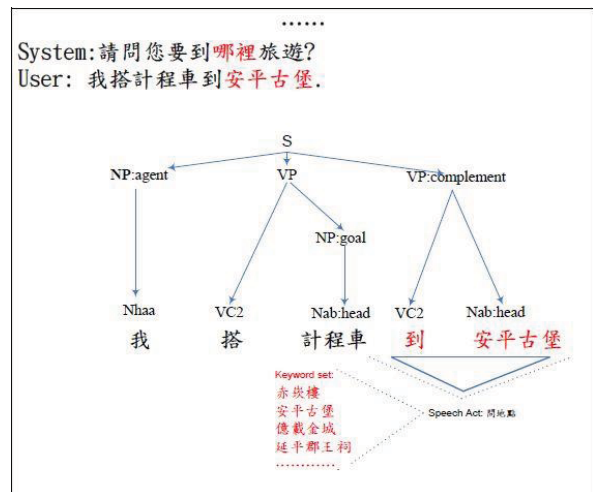 ......
System:請問您要到哪裡旅遊?
User: 我搭計程車到安平古堡.
S
NP:agent VP VP:complement
NP:goal
Nhaa VC2 Nab:head VC2 Nab:head
我 搭 計程車 到 安平古堡
Keyword set:
赤崁樓
安平古堡
億載金城
延平郡王祠
............
Speech Act: 問地點